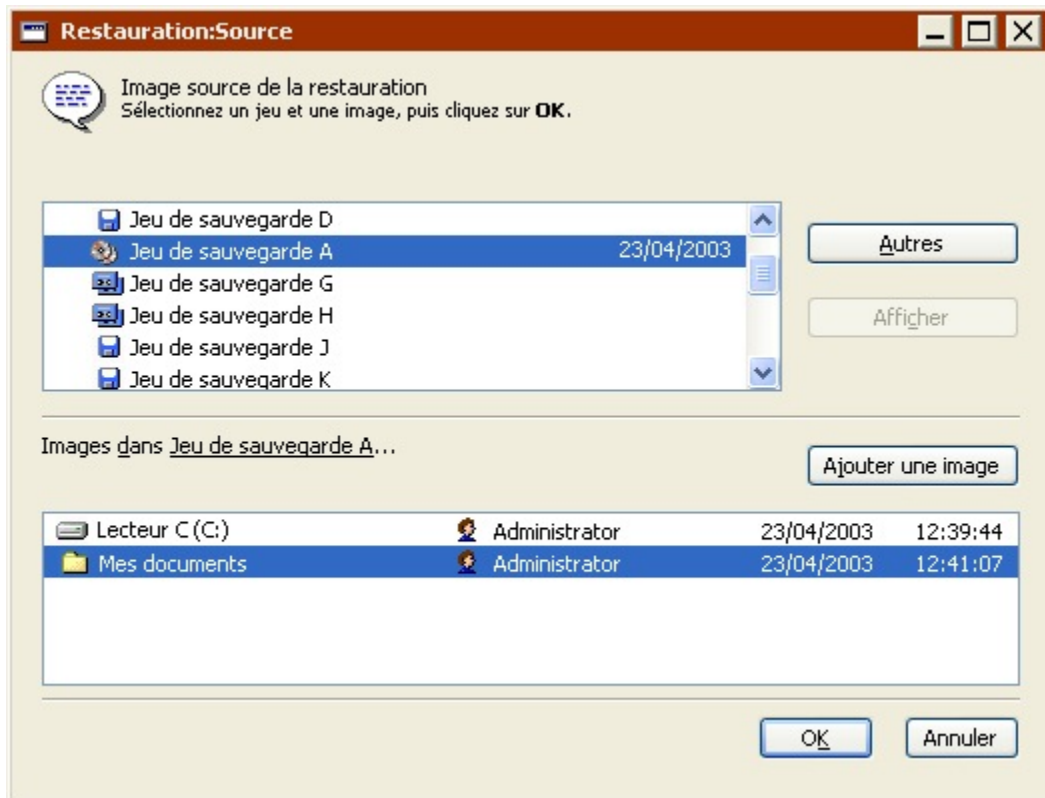 Restauration:Source
Image source de la restauration
Sélectionnez un jeu et une image, puis cliquez sur OK.
Jeu de sauvegarde D
Jeu de sauvegarde A 23/04/2003
Jeu de sauvegarde G
Jeu de sauvegarde H
Jeu de sauvegarde J
Jeu de sauvegarde K
Autres
Afficher
Images dans Jeu de sauvegarde A...
Ajouter une image
Lecteur C (C:) Administrator 23/04/2003 12:39:44
Mes documents Administrator 23/04/2003 12:41:07
OK
Annuler